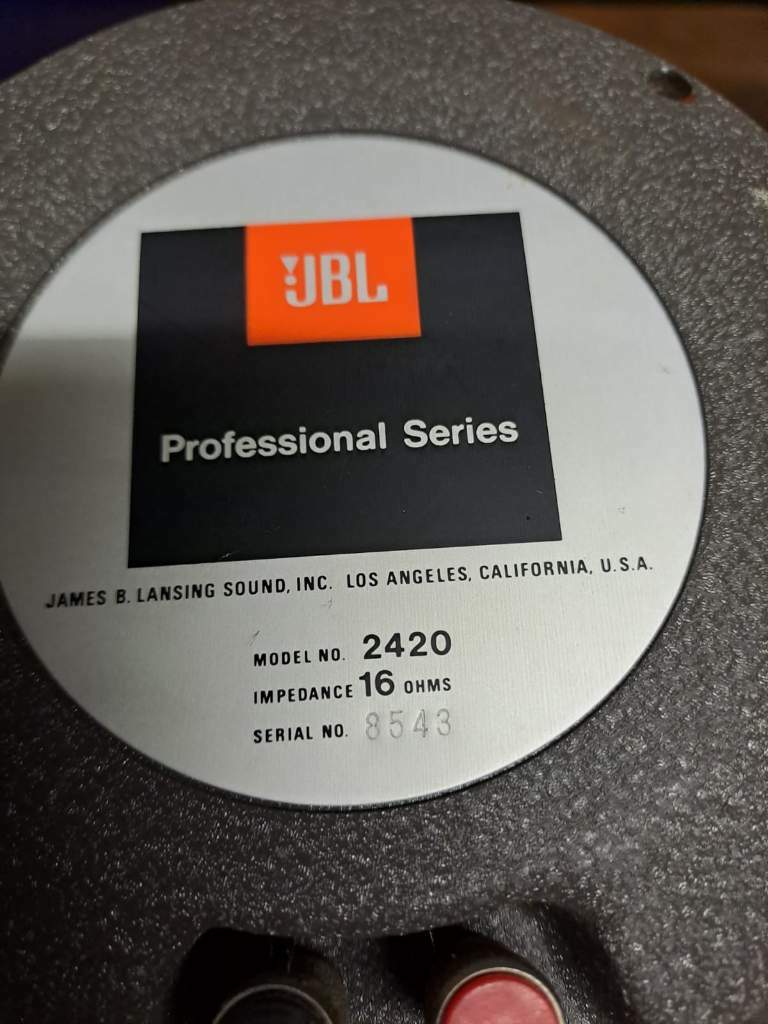 JBL
Professional Series
JAMES B. LANSING SOUND, INC. LOS ANGELES, CALIFORNIA, U.S.A.
MODEL NO. 2420
IMPEDANCE 16 OHMS
SERIAL NO. 8543